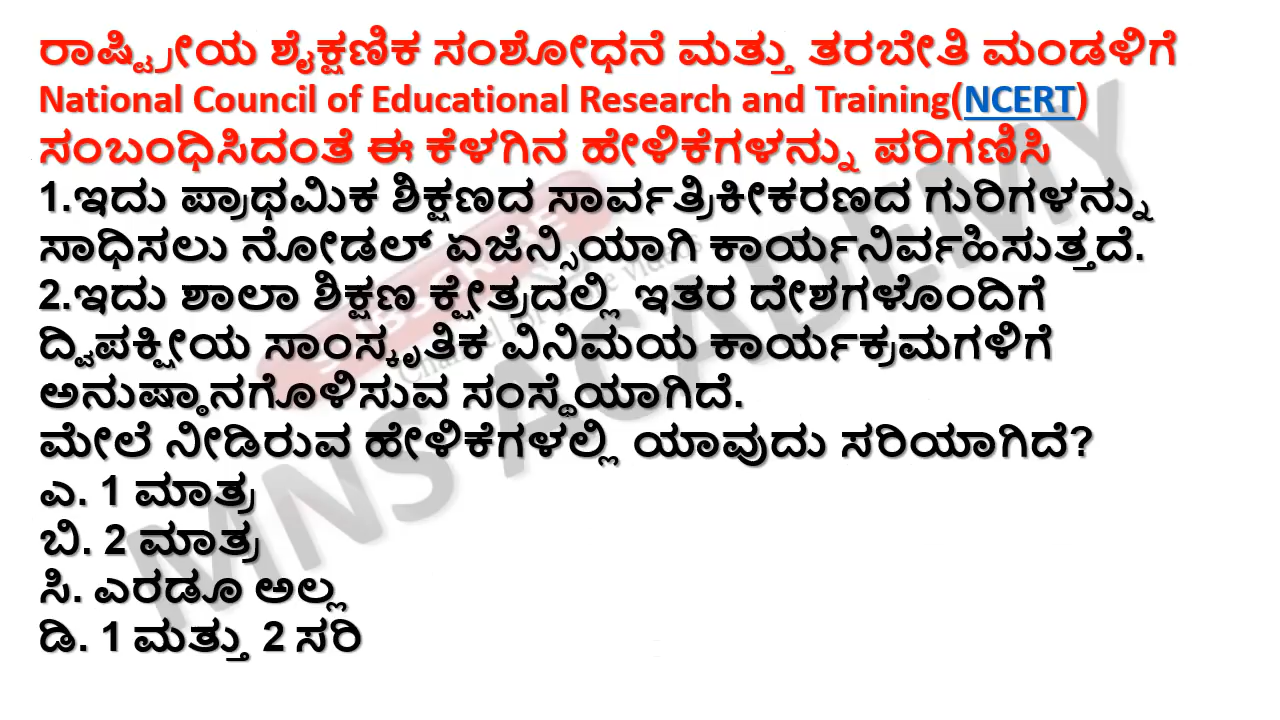 ರಾಷ್ಟ್ರೀಯ ಶೈಕ್ಷಣಿಕ ಸಂಶೋಧನೆ ಮತ್ತು ತರಬೇತಿ ಮಂಡಳಿಗೆ
National Council of Educational Research and Training(NCERT)
ಸಂಬಂಧಿಸಿದಂತೆ ಈ ಕೆಳಗಿನ ಹೇಳಿಕೆಗಳನ್ನು ಪರಿಗಣಿಸಿ
1.ಇದು ಪ್ರಾಥಮಿಕ ಶಿಕ್ಷಣದ ಸಾರ್ವತ್ರಿಕೀಕರಣದ ಗುರಿಗಳನ್ನು
ಸಾಧಿಸಲು ನೋಡಲ್ ಏಜೆನ್ಸಿಯಾಗಿ ಕಾರ್ಯನಿರ್ವಹಿಸುತ್ತದೆ.
2.ಇದು ಶಾಲಾ ಶಿಕ್ಷಣ ಕ್ಷೇತ್ರದಲ್ಲಿ ಇತರ ದೇಶಗಳೊಂದಿಗೆ
ದ್ವಿಪಕ್ಷೀಯ ಸಾಂಸ್ಕೃತಿಕ ವಿನಿಮಯ ಕಾರ್ಯಕ್ರಮಗಳಿಗೆ
ಅನುಷ್ಠಾನಗೊಳಿಸುವ ಸಂಸ್ಥೆಯಾಗಿದೆ.
ಮೇಲೆ ನೀಡಿರುವ ಹೇಳಿಕೆಗಳಲ್ಲಿ ಯಾವುದು ಸರಿಯಾಗಿದೆ?
ಎ. 1 ಮಾತ್ರ
ಬಿ. 2 ಮಾತ್ರ
ಸಿ. ಎರಡೂ ಅಲ್ಲ
ಡಿ. 1 ಮತ್ತು 2 ಸರಿ
MNS ACADEMY